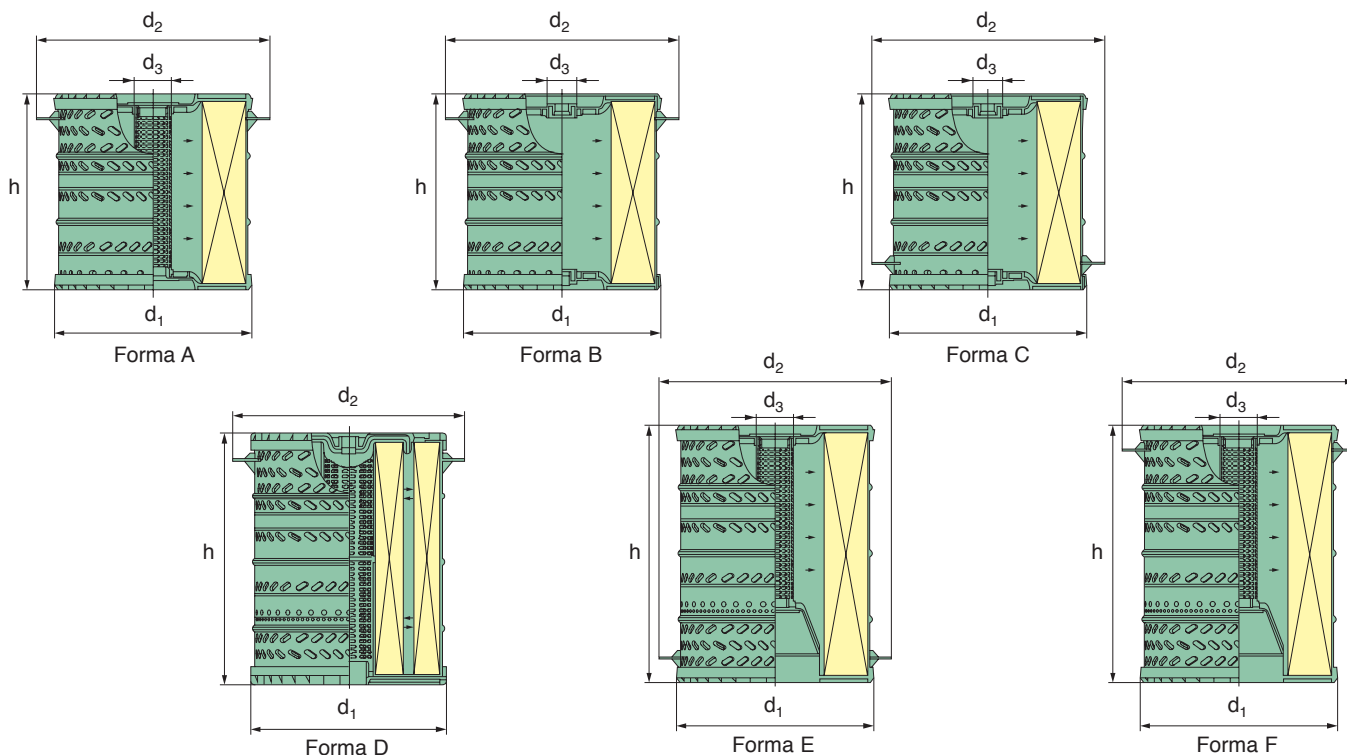 d₂ d₂ d₂
d₃ d₃ d₃
h h h
d₁ d₁ d₁
Forma A Forma B Forma C
d₂ d₂ d₂
d₃ d₃
h h h
d₁ d₁ d₁
Forma D Forma E Forma F